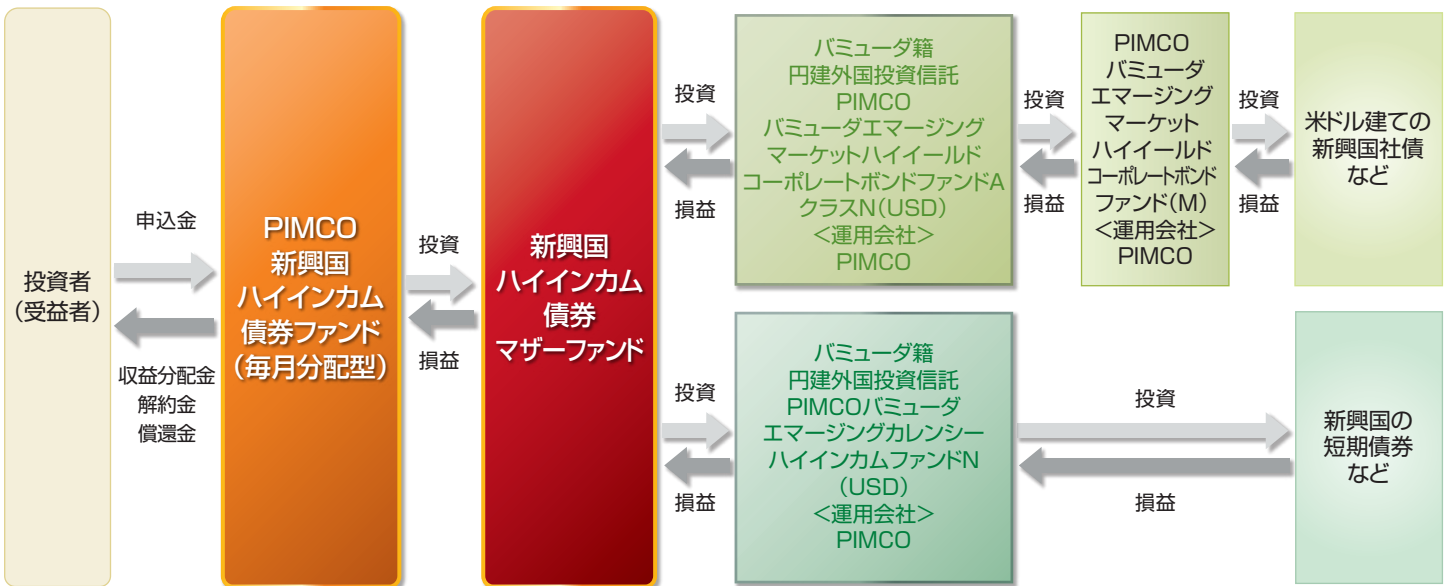 投資者
(受益者)
申込金
収益分配金
解約金
償還金
PIMCO
新興国
ハイインカム
債券ファンド
(毎月分配型)
投資
損益
新興国
ハイインカム
債券
マザーファンド
投資
損益
バミューダ籍
円建外国投資信託
PIMCO
バミューダエマージング
マーケットハイイールド
コーポレートボンドファンドA
クラスN(USD)
<運用会社>
PIMCO
投資
損益
PIMCO
バミューダ
エマージング
マーケット
ハイイールド
コーポレートボンド
ファンド(M)
<運用会社>
PIMCO
投資
損益
米ドル建ての
新興国社債
など
投資
損益
バミューダ籍
円建外国投資信託
PIMCOバミューダ
エマージングカレンシー
ハイインカムファンドN
(USD)
<運用会社>
PIMCO
投資
損益
新興国の
短期債券
など